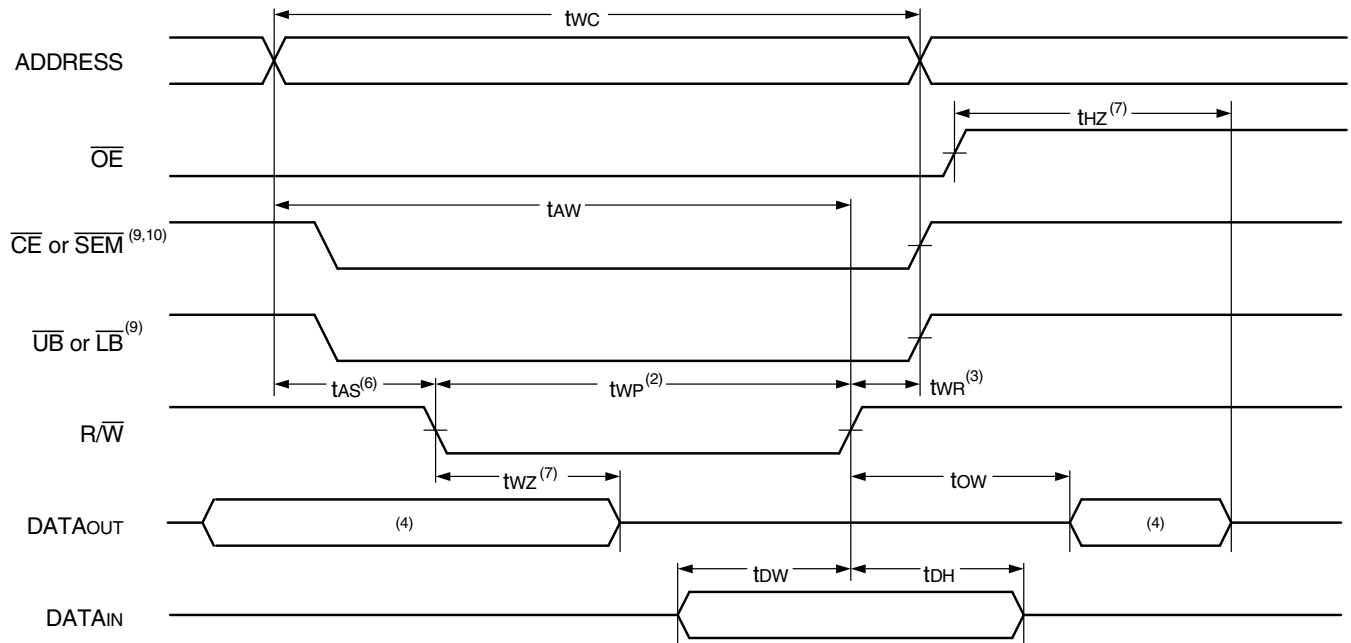 tWC
ADDRESS
tHZ(7)
OE
tAW
CE or SEM (9,10)
UB or LB (9)
tAS(6)
tWP(2)
tWR(3)
R/W
tWZ(7)
tOW
DATAOUT
(4)
(4)
tDW
tDH
DATAIN